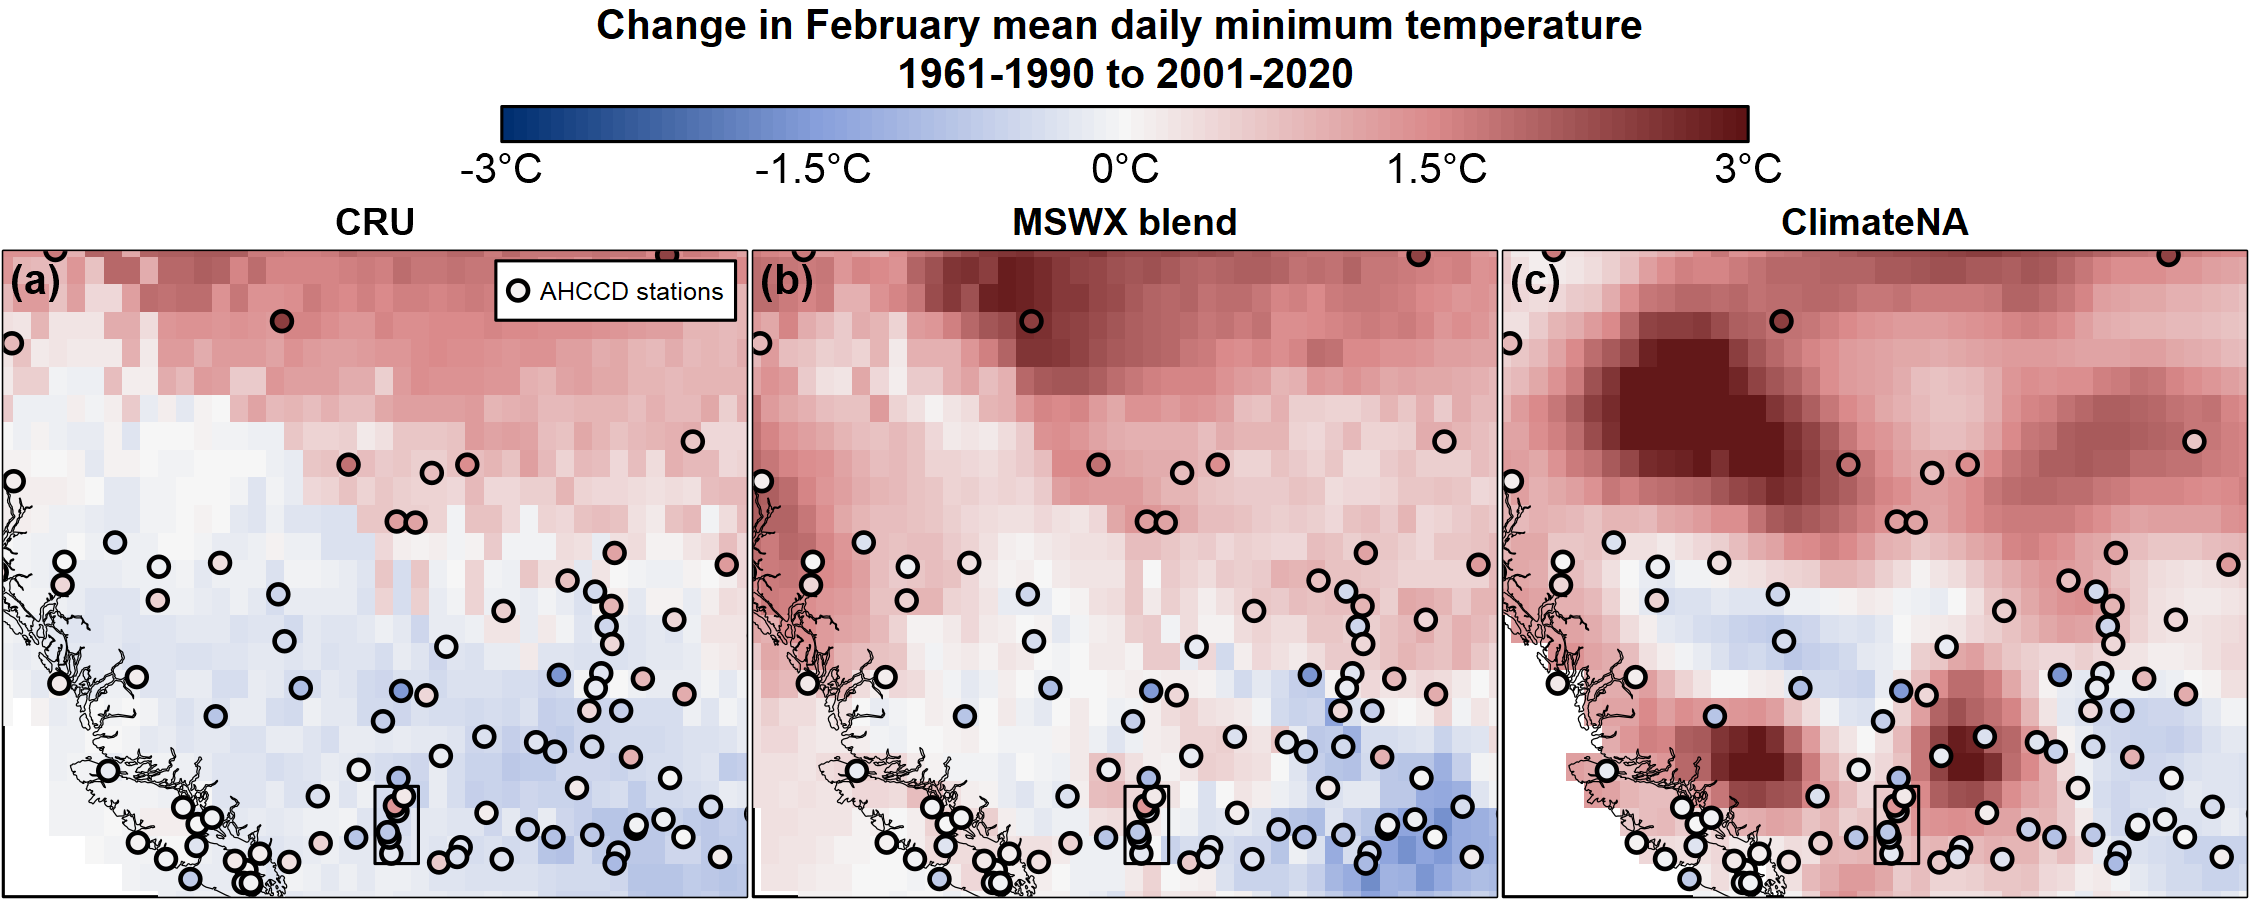 Change in February mean daily minimum temperature
1961-1990 to 2001-2020
-3°C -1.5°C 0°C 1.5°C 3°C
CRU MSWX blend ClimateNA
(a) AHCCD stations (b) (c)